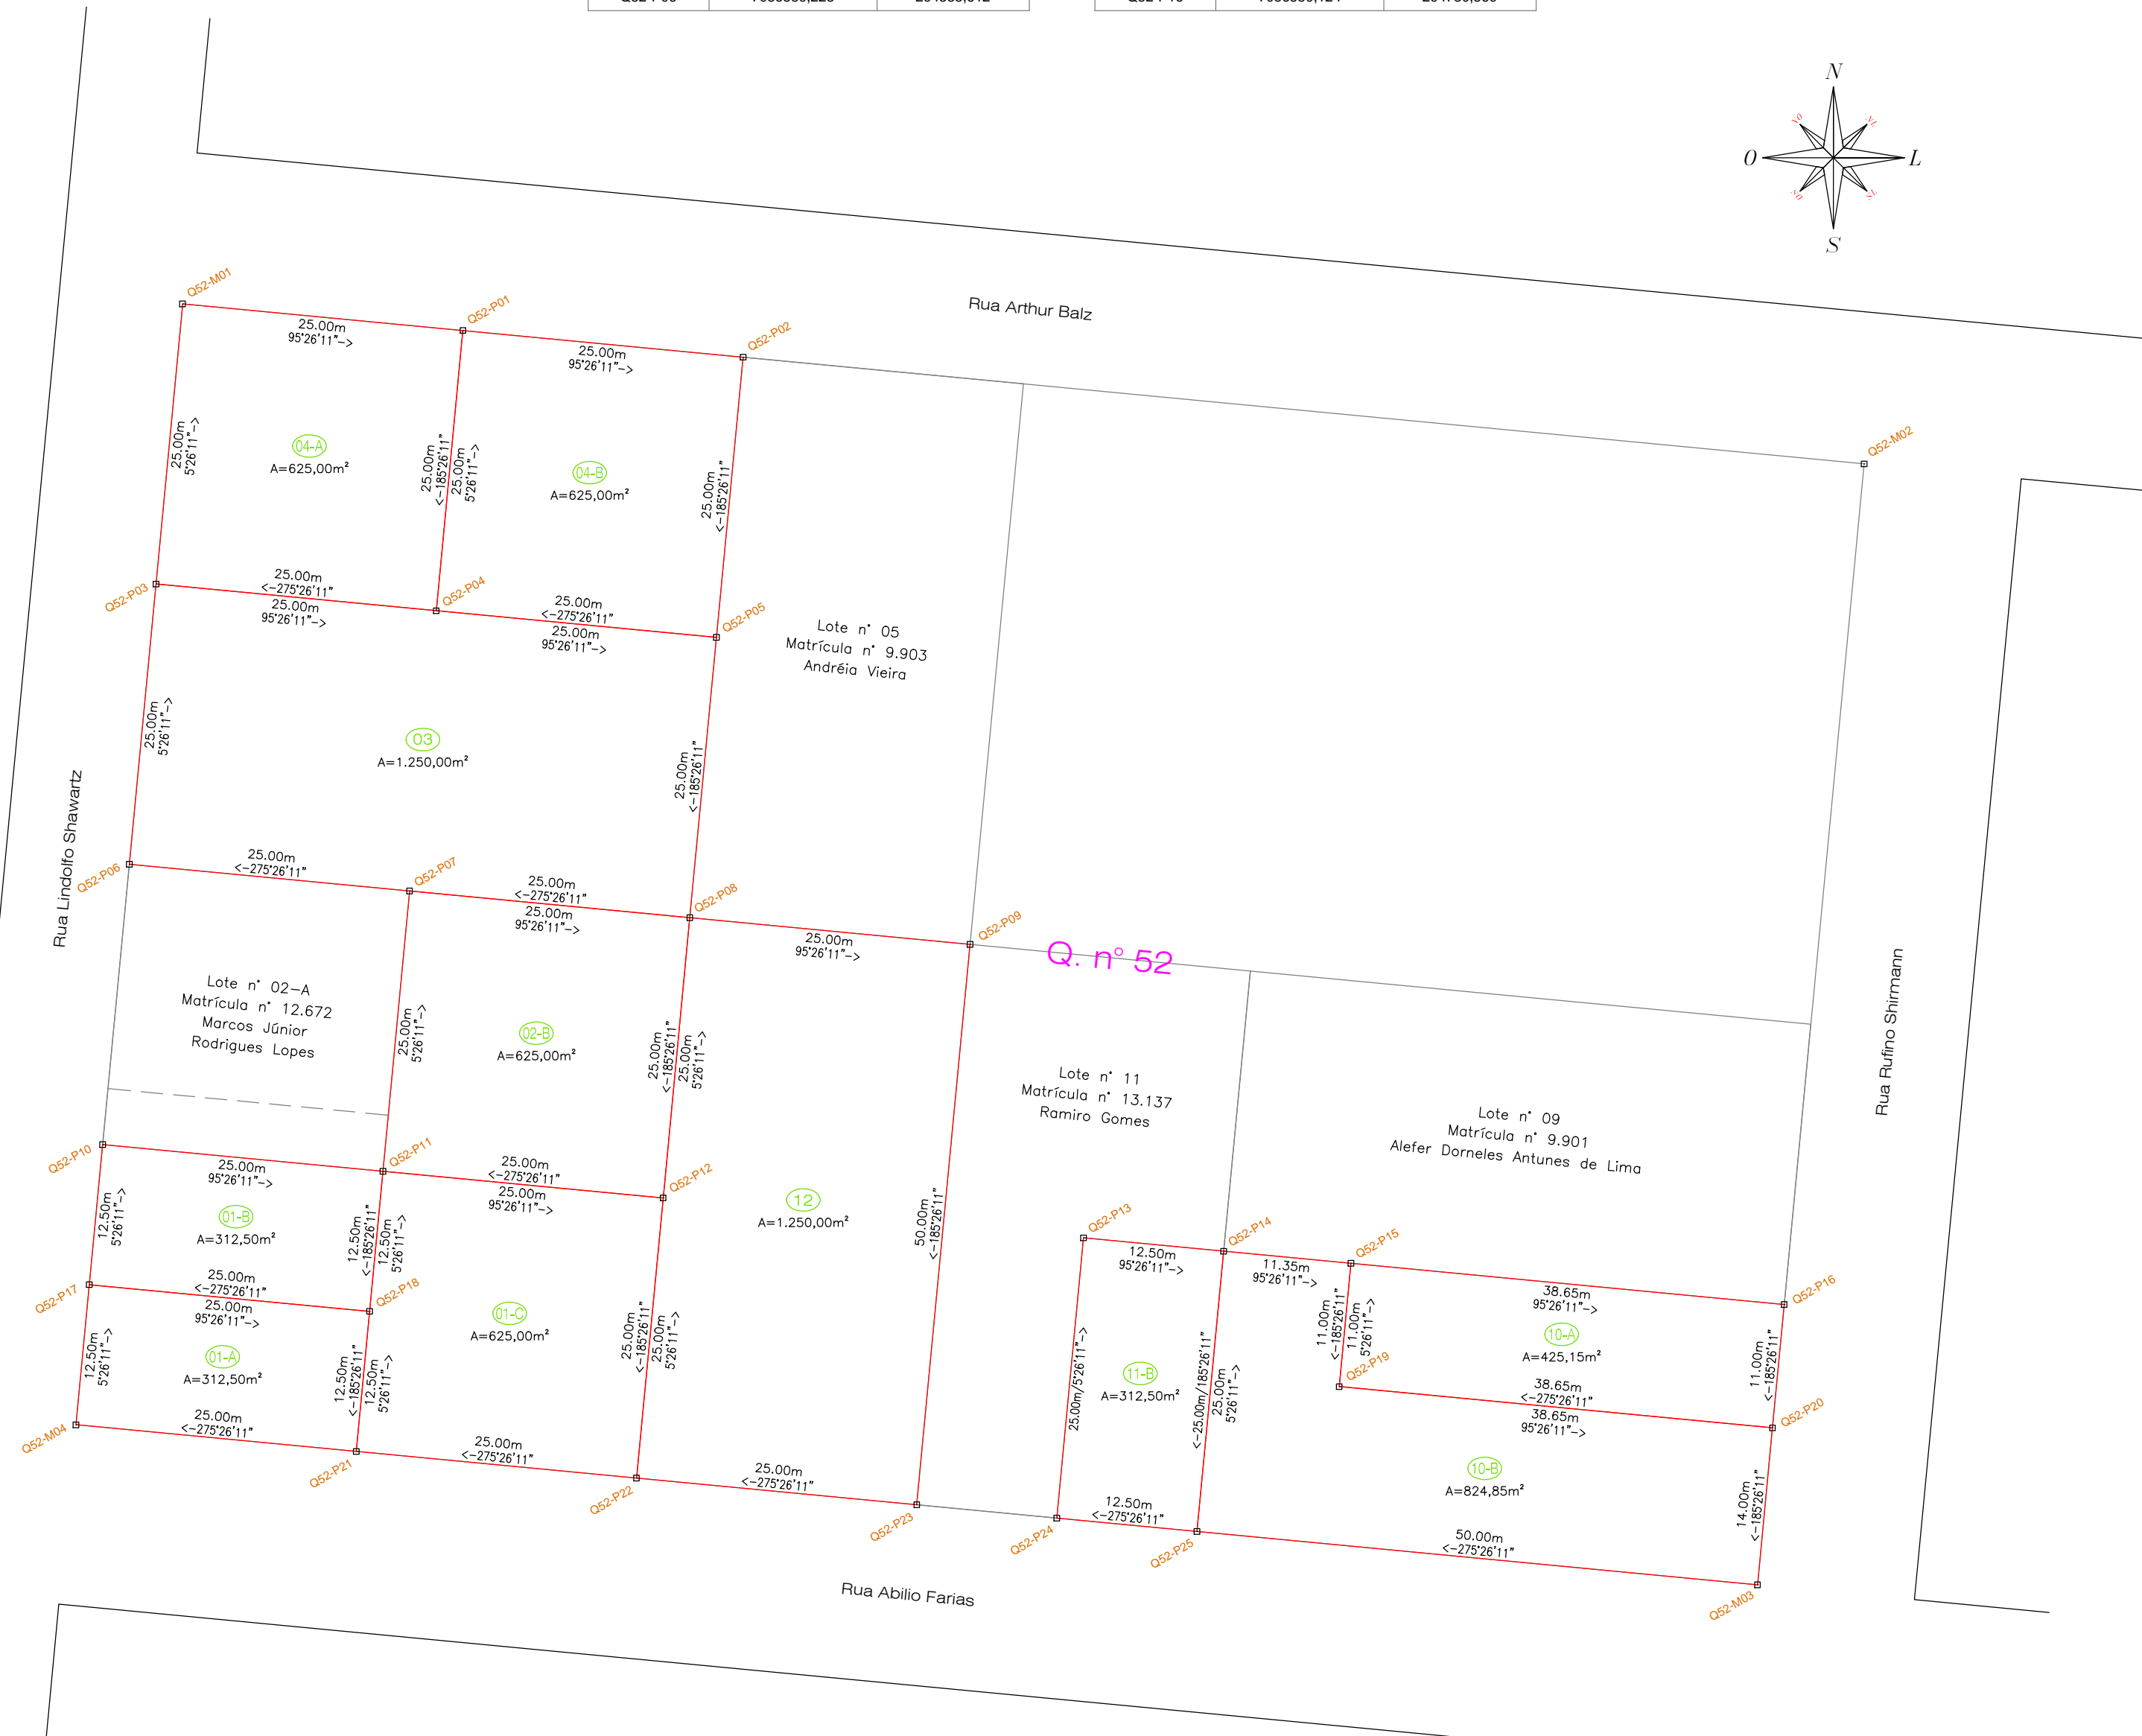 N
NO
NL
O
L
SO
SL
S
Q52-M01
Q52-P01
Q52-P02
Rua Arthur Balz
25.00m
95°26'11"->
25.00m
95°26'11"->
Q52-M02
25.00m
5°26'11"->
04-A
A=625,00m²
25.00m
<-185°26'11"
25.00m
5°26'11"->
04-B
A=625,00m²
25.00m
<-185°26'11"
Q52-P03
25.00m
<-275°26'11"
25.00m
95°26'11"->
Q52-P04
25.00m
<-275°26'11"
25.00m
95°26'11"->
Q52-P05
Lote n° 05
Matrícula n° 9.903
Andréia Vieira
25.00m
5°26'11"->
03
A=1.250,00m²
25.00m
<-185°26'11"
Rua Lindolfo Shawartz
Q52-P06
25.00m
<-275°26'11"
Q52-P07
25.00m
<-275°26'11"
25.00m
95°26'11"->
Q52-P08
25.00m
95°26'11"->
Q52-P09
Q. n° 52
Rua Rufino Shirmann
Lote n° 02-A
Matrícula n° 12.672
Marcos Júnior
Rodrigues Lopes
25.00m
5°26'11"->
02-B
A=625,00m²
25.00m
<-185°26'11"
25.00m
5°26'11"->
Lote n° 11
Matrícula n° 13.137
Ramiro Gomes
Lote n° 09
Matrícula n° 9.901
Alefer Dorneles Antunes de Lima
Q52-P10
25.00m
95°26'11"->
Q52-P11
25.00m
<-275°26'11"
25.00m
95°26'11"->
Q52-P12
12.50m
5°26'11"->
01-B
A=312,50m²
12.50m
<-185°26'11"
12.50m
5°26'11"->
12
A=1.250,00m²
50.00m
<-185°26'11"
Q52-P13
12.50m
95°26'11"->
Q52-P14
11.35m
95°26'11"->
Q52-P15
38.65m
95°26'11"->
Q52-P16
Q52-P17
25.00m
<-275°26'11"
25.00m
95°26'11"->
Q52-P18
01-C
A=625,00m²
25.00m
<-185°26'11"
25.00m
5°26'11"->
11.00m
<-185°26'11"
11.00m
5°26'11"->
10-A
A=425,15m²
11.00m
<-185°26'11"
12.50m
5°26'11"->
01-A
A=312,50m²
12.50m
<-185°26'11"
12.50m
5°26'11"->
25.00m/5°26'11"->
11-B
A=312,50m²
<-25.00m/185°26'11"
25.00m
5°26'11"->
Q52-P19
38.65m
<-275°26'11"
38.65m
95°26'11"->
Q52-P20
10-B
A=824,85m²
14.00m
<-185°26'11"
Q52-M04
25.00m
<-275°26'11"
Q52-P21
25.00m
<-275°26'11"
Q52-P22
25.00m
<-275°26'11"
Q52-P23
Q52-P24
12.50m
<-275°26'11"
Q52-P25
50.00m
<-275°26'11"
Q52-M03
Rua Abilio Farias